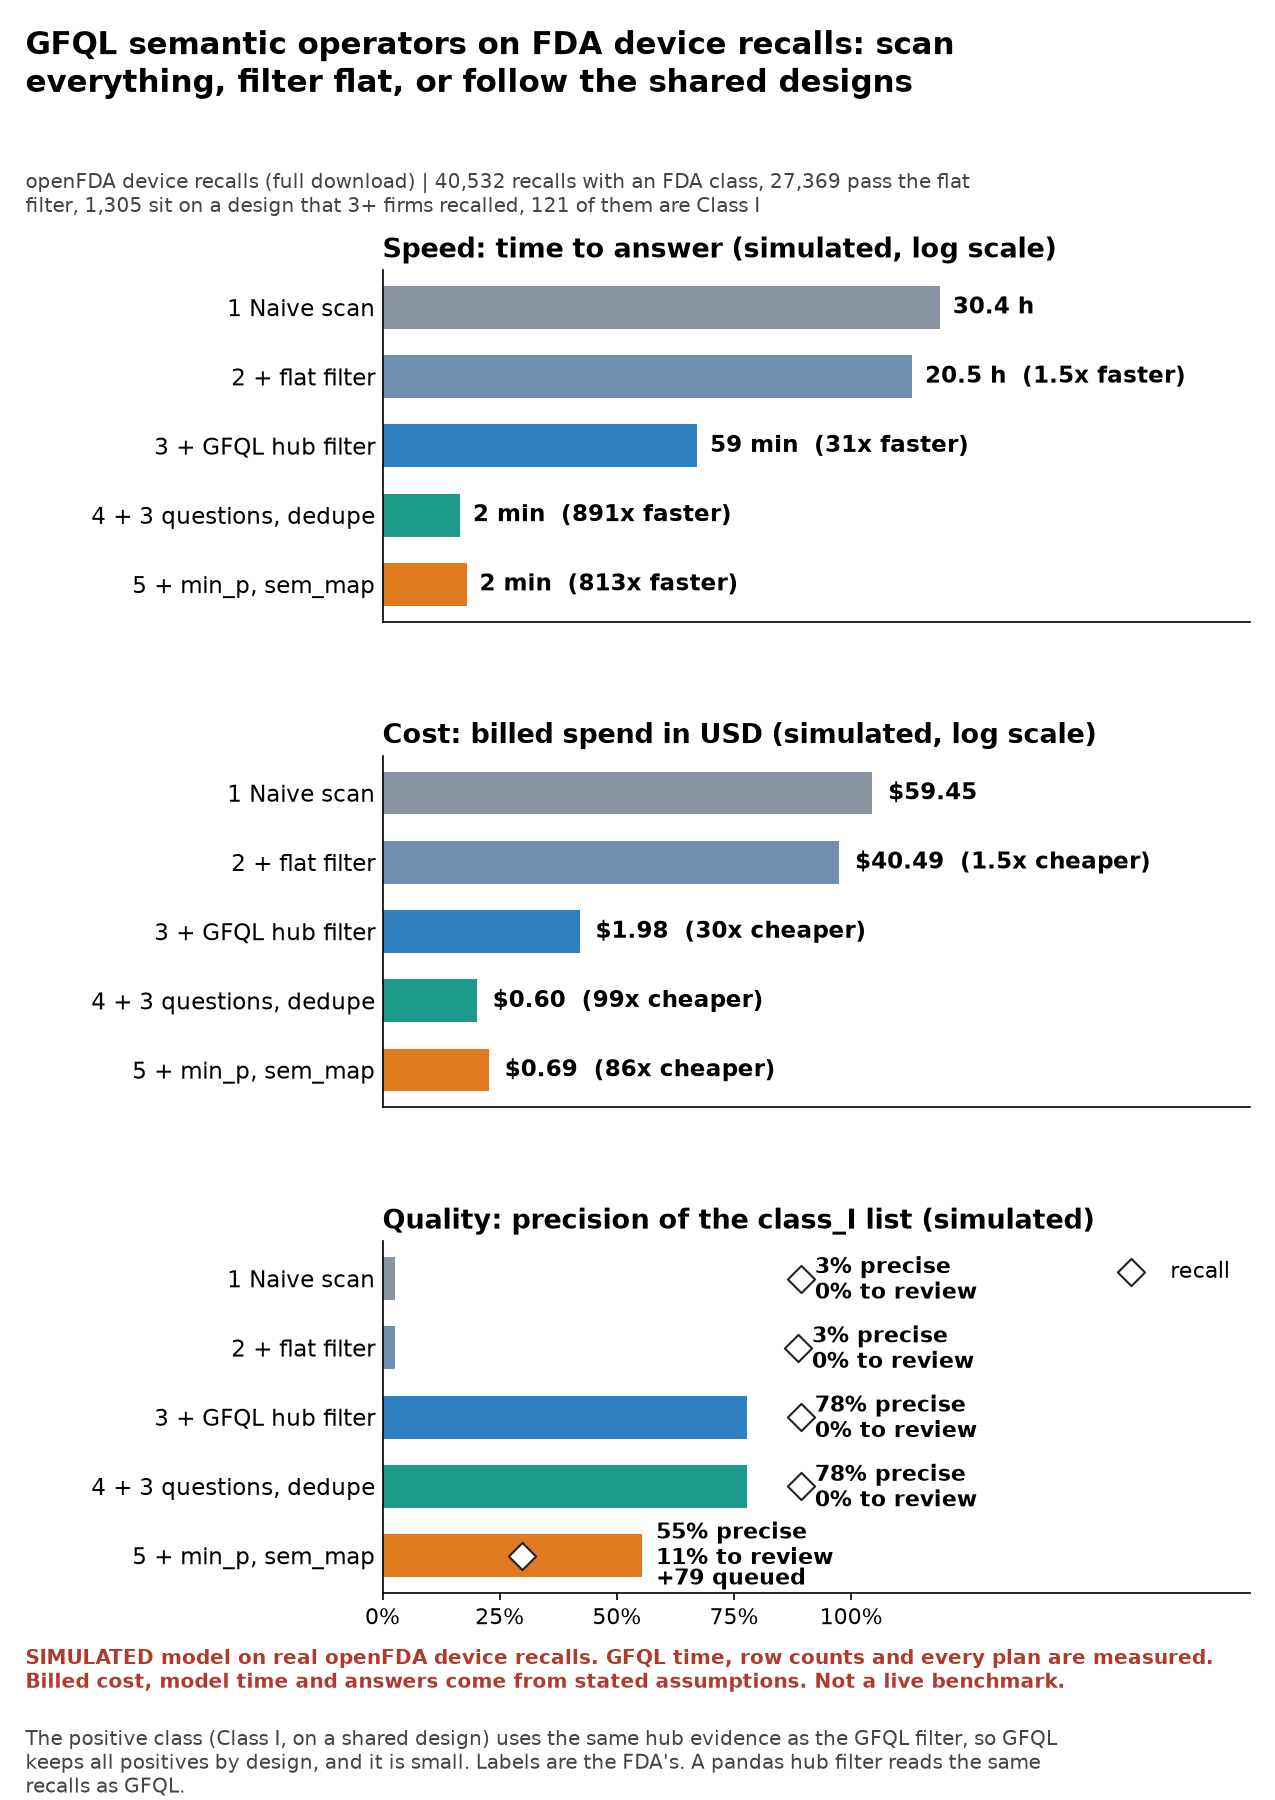 GFQL semantic operators on FDA device recalls: scan
everything, filter flat, or follow the shared designs
openFDA device recalls (full download) | 40,532 recalls with an FDA class, 27,369 pass the flat
filter, 1,305 sit on a design that 3+ firms recalled, 121 of them are Class I
Speed: time to answer (simulated, log scale)
1 Naive scan
30.4 h
2 + flat filter
20.5 h (1.5x faster)
3 + GFQL hub filter
59 min (31x faster)
4 + 3 questions, dedupe
2 min (891x faster)
5 + min_p, sem_map
2 min (813x faster)
Cost: billed spend in USD (simulated, log scale)
1 Naive scan
$59.45
2 + flat filter
$40.49 (1.5x cheaper)
3 + GFQL hub filter
$1.98 (30x cheaper)
4 + 3 questions, dedupe
$0.60 (99x cheaper)
5 + min_p, sem_map
$0.69 (86x cheaper)
Quality: precision of the class_I list (simulated)
1 Naive scan
3% precise
0% to review
recall
2 + flat filter
3% precise
0% to review
3 + GFQL hub filter
78% precise
0% to review
4 + 3 questions, dedupe
78% precise
0% to review
5 + min_p, sem_map
55% precise
11% to review
+79 queued
0% 25% 50% 75% 100%
SIMULATED model on real openFDA device recalls. GFQL time, row counts and every plan are measured.
Billed cost, model time and answers come from stated assumptions. Not a live benchmark.
The positive class (Class I, on a shared design) uses the same hub evidence as the GFQL filter, so GFQL
keeps all positives by design, and it is small. Labels are the FDA's. A pandas hub filter reads the same
recalls as GFQL.